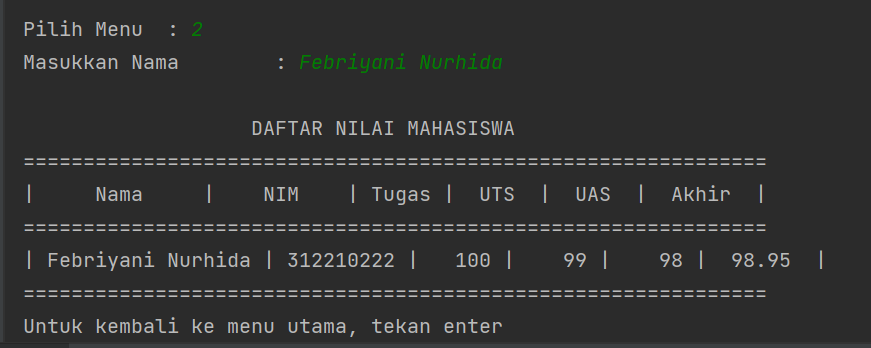 Pilih Menu  : 2
Masukkan Nama        : Febriyani Nurhida
                   DAFTAR NILAI MAHASISWA
==============================================================
|     Nama     |    NIM    | Tugas |  UTS  |  UAS  |  Akhir  |
==============================================================
| Febriyani Nurhida | 312210222 |   100 |    99 |    98 |  98.95  |
==============================================================
Untuk kembali ke menu utama, tekan enter